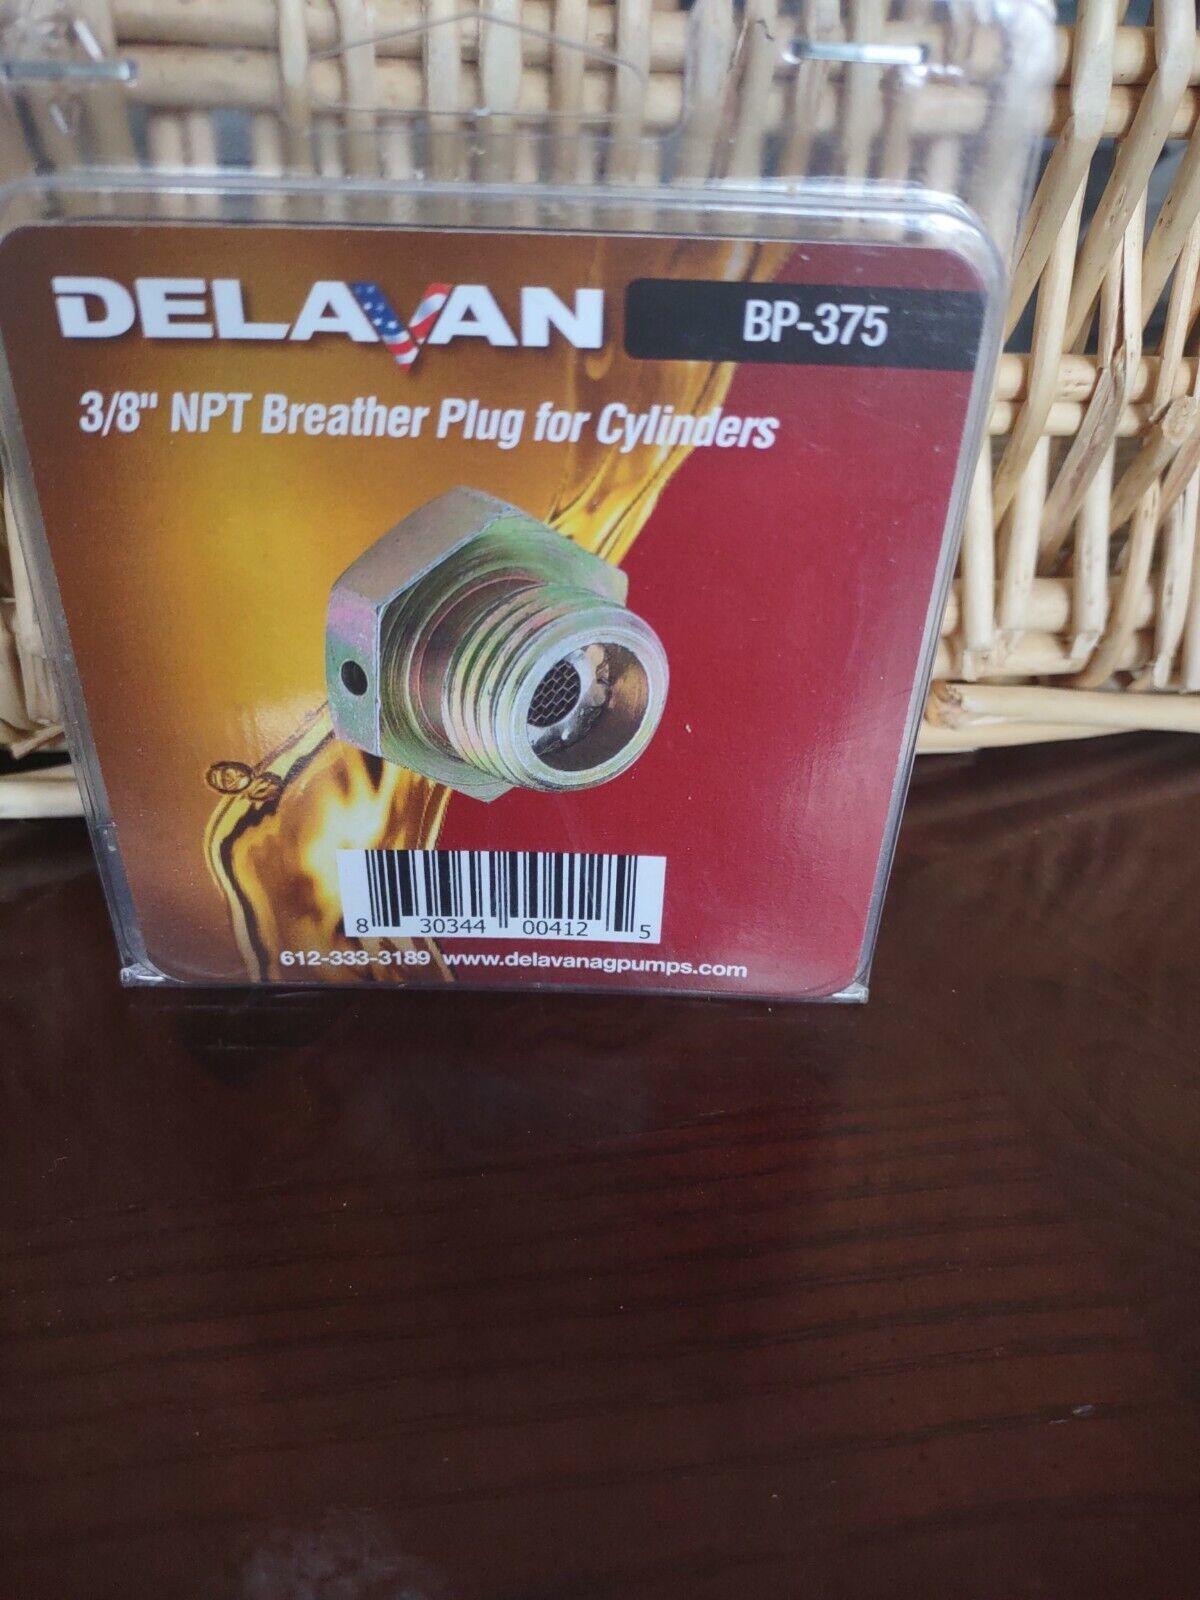 DELAVAN
BP-375
3/8" NPT Breather Plug for Cylinders
8 30344 00412 5
612-333-3189 www.delavanagpumps.com